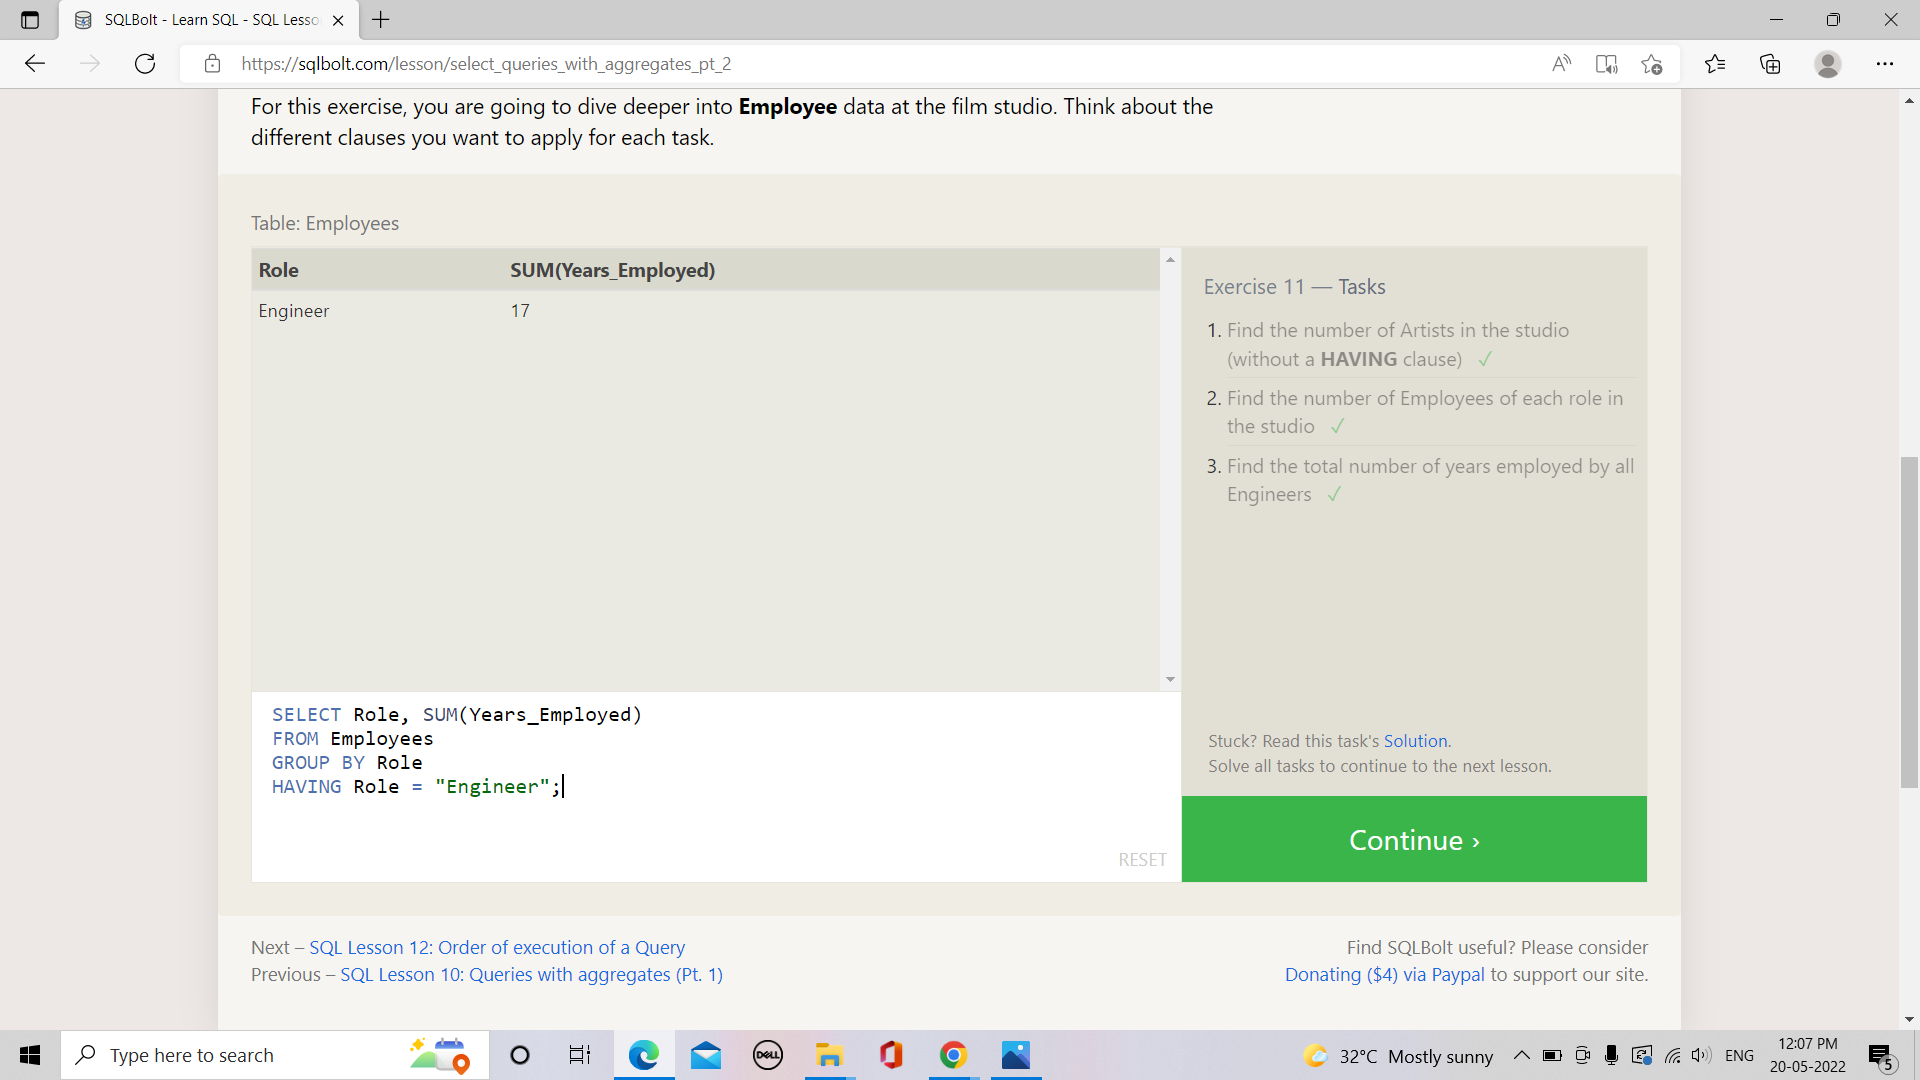 SQLBolt - Learn SQL - SQL Lesso
https://sqlbolt.com/lesson/select_queries_with_aggregates_pt_2
For this exercise, you are going to dive deeper into Employee data at the film studio. Think about the
different clauses you want to apply for each task.
Table: Employees
Role SUM(Years_Employed)
Engineer 17
SELECT Role, SUM(Years_Employed)
FROM Employees
GROUP BY Role
HAVING Role = "Engineer";
RESET
Exercise 11 — Tasks
1. Find the number of Artists in the studio
(without a HAVING clause) ✓
2. Find the number of Employees of each role in
the studio ✓
3. Find the total number of years employed by all
Engineers ✓
Stuck? Read this task's Solution.
Solve all tasks to continue to the next lesson.
Continue ›
Next – SQL Lesson 12: Order of execution of a Query
Previous – SQL Lesson 10: Queries with aggregates (Pt. 1)
Find SQLBolt useful? Please consider
Donating ($4) via Paypal to support our site.
Type here to search
DELL
32°C Mostly sunny
ENG
12:07 PM
20-05-2022
5